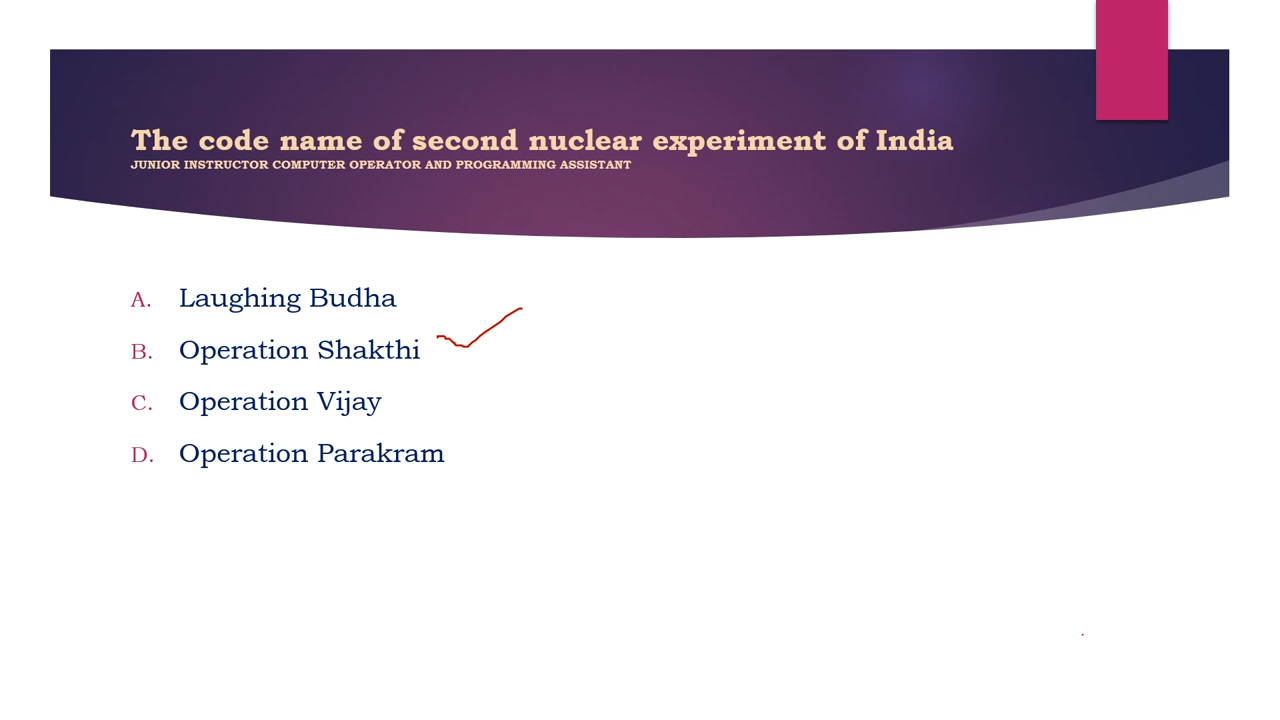 The code name of second nuclear experiment of India
JUNIOR INSTRUCTOR COMPUTER OPERATOR AND PROGRAMMING ASSISTANT
A. Laughing Budha
B. Operation Shakthi
C. Operation Vijay
D. Operation Parakram